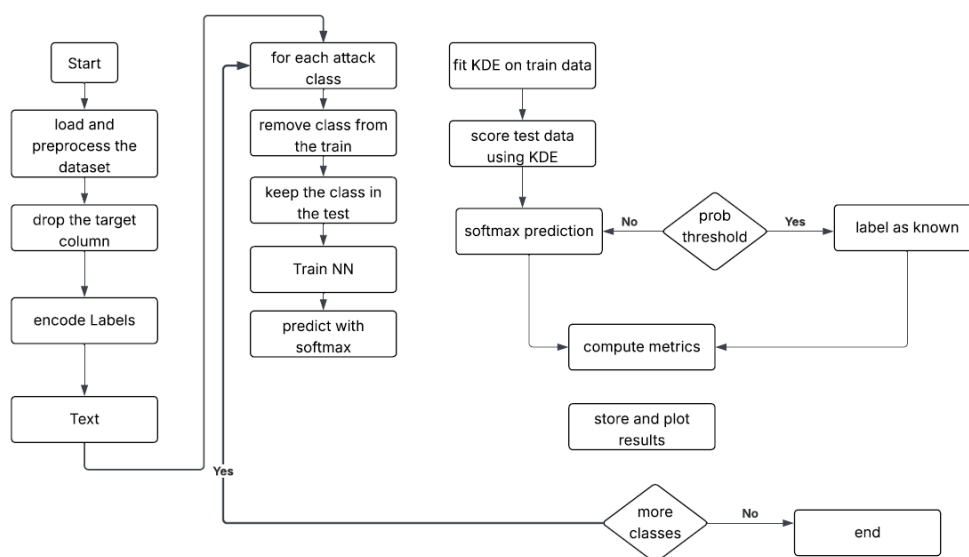 Start
load and
preprocess the
dataset
drop the target
column
encode Labels
Text
for each attack
class
remove class from
the train
keep the class in
the test
Train NN
predict with
softmax
fit KDE on train data
score test data
using KDE
softmax prediction
No
prob
threshold
Yes
label as known
compute metrics
store and plot
results
Yes
more
classes
No
end